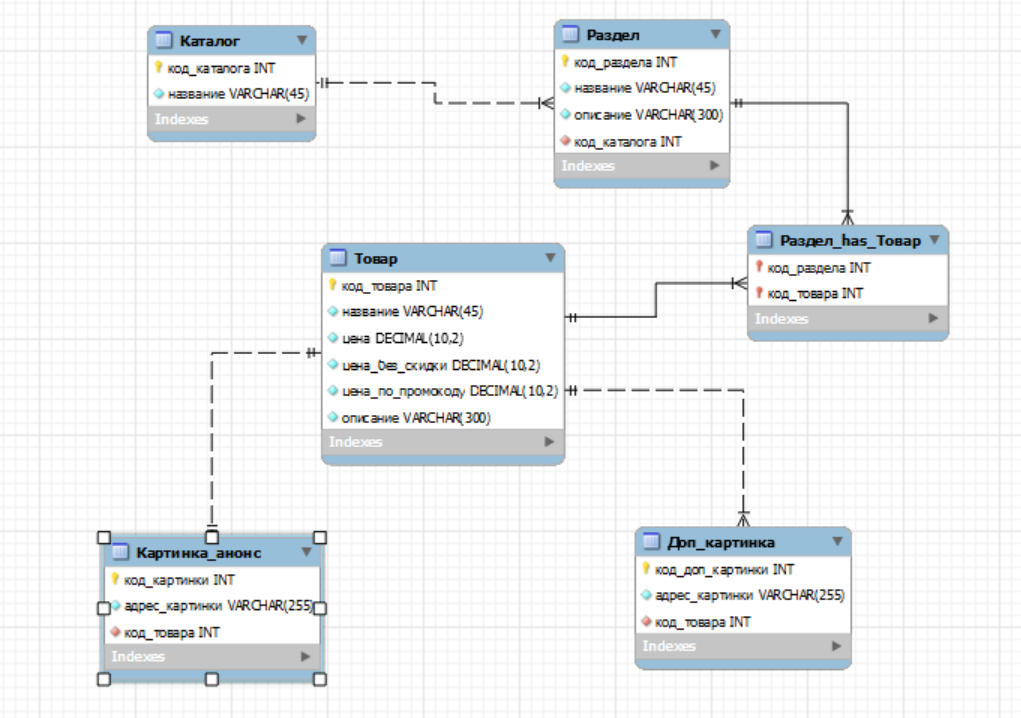 Каталог
код_каталога INT
название VARCHAR(45)
Indexes
Раздел
код_раздела INT
название VARCHAR(45)
описание VARCHAR(300)
код_каталога INT
Indexes
Раздел_has_Товар
код_раздела INT
код_товара INT
Indexes
Товар
код_товара INT
название VARCHAR(45)
цена DECIMAL(10,2)
цена_без_скидки DECIMAL(10,2)
цена_по_промокоду DECIMAL(10,2)
описание VARCHAR(300)
Indexes
Картинка_анонс
код_картинки INT
адрес_картинки VARCHAR(255)
код_товара INT
Indexes
Доп_картинка
код_доп_картинки INT
адрес_картинки VARCHAR(255)
код_товара INT
Indexes